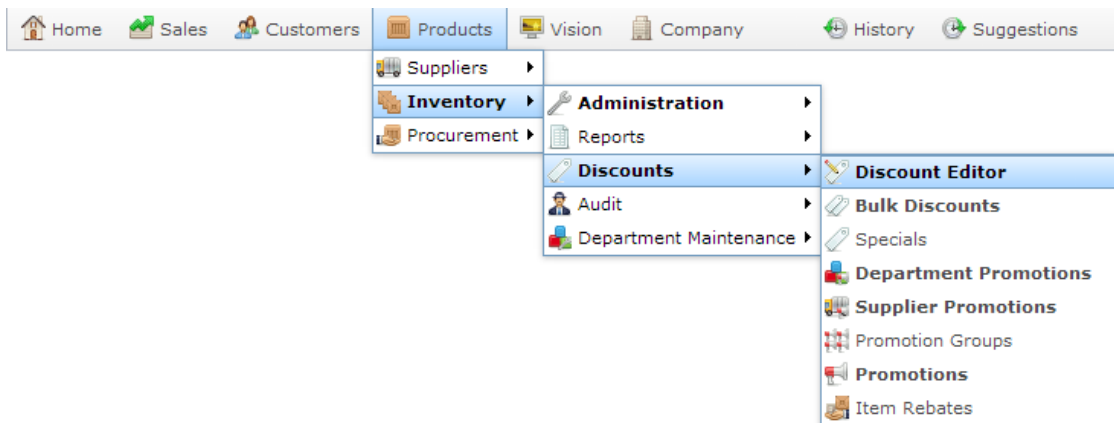 Home Sales Customers Products Vision Company History Suggestions
Suppliers
Inventory
Procurement
Administration
Reports
Discounts
Audit
Department Maintenance
Discount Editor
Bulk Discounts
Specials
Department Promotions
Supplier Promotions
Promotion Groups
Promotions
Item Rebates